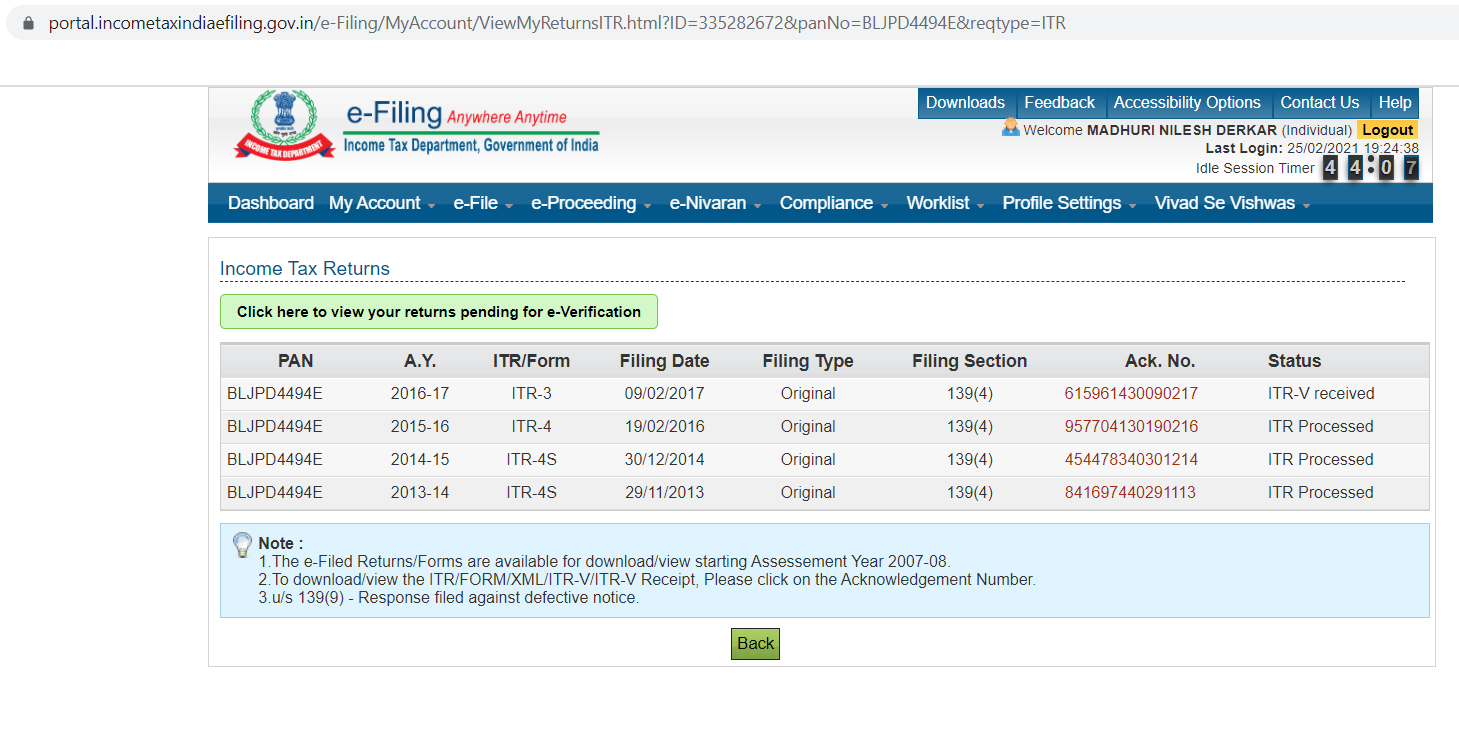 portal.incometaxindiaefiling.gov.in/e-Filing/MyAccount/ViewMyReturnsITR.html?ID=335282672&panNo=BLJPD4494E&reqtype=ITR
Downloads Feedback Accessibility Options Contact Us Help
e-Filing Anywhere Anytime
Income Tax Department, Government of India
INCOME TAX DEPARTMENT
Welcome MADHURI NILESH DERKAR (Individual) Logout
Last Login: 25/02/2021 19:24:38
Idle Session Timer 4 4 : 0 7
Dashboard My Account e-File e-Proceeding e-Nivaran Compliance Worklist Profile Settings Vivad Se Vishwas
Income Tax Returns
Click here to view your returns pending for e-Verification
PAN A.Y. ITR/Form Filing Date Filing Type Filing Section Ack. No. Status
BLJPD4494E 2016-17 ITR-3 09/02/2017 Original 139(4) 615961430090217 ITR-V received
BLJPD4494E 2015-16 ITR-4 19/02/2016 Original 139(4) 957704130190216 ITR Processed
BLJPD4494E 2014-15 ITR-4S 30/12/2014 Original 139(4) 454478340301214 ITR Processed
BLJPD4494E 2013-14 ITR-4S 29/11/2013 Original 139(4) 841697440291113 ITR Processed
Note :
1.The e-Filed Returns/Forms are available for download/view starting Assessement Year 2007-08.
2.To download/view the ITR/FORM/XML/ITR-V/ITR-V Receipt, Please click on the Acknowledgement Number.
3.u/s 139(9) - Response filed against defective notice.
Back